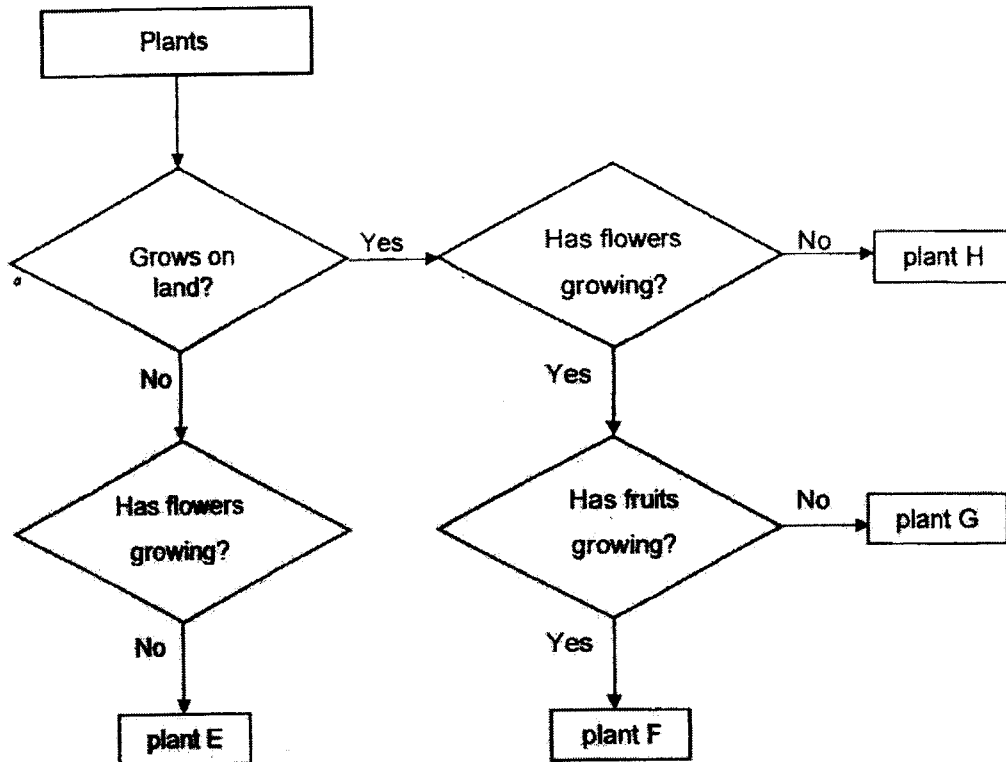 Plants
Grows on
land?
Yes
Has flowers
growing?
No
plant H
No
Yes
Has flowers
growing?
Has fruits
growing?
No
plant G
No
Yes
plant E
plant F